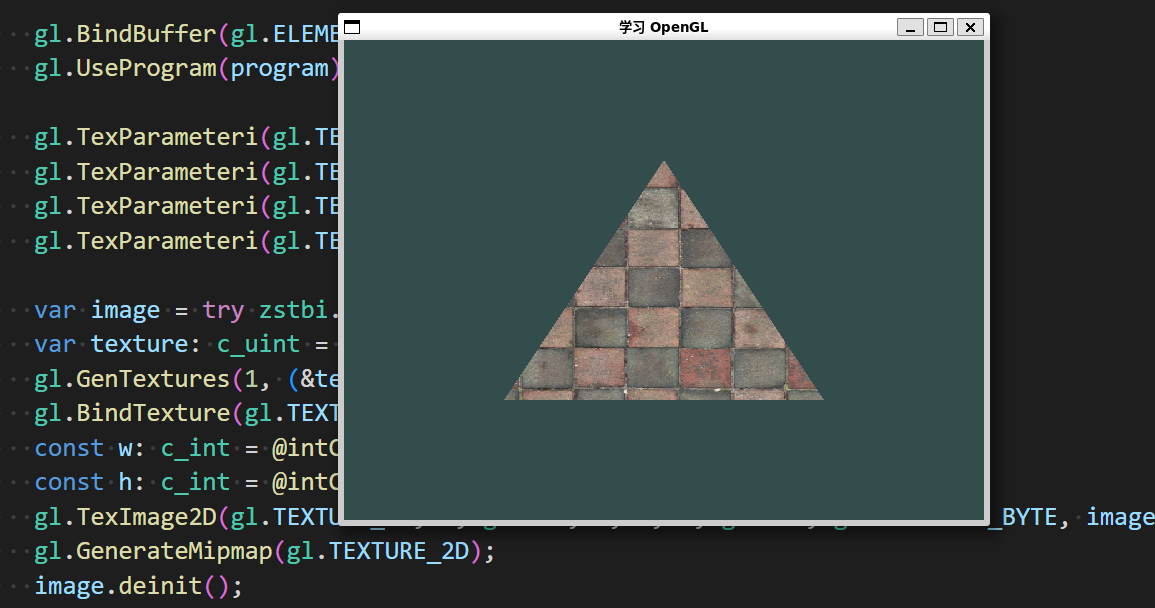 学习 OpenGL
gl.BindBuffer(gl.ELEME
gl.UseProgram(program)
gl.TexParameteri(gl.TE
gl.TexParameteri(gl.TE
gl.TexParameteri(gl.TE
gl.TexParameteri(gl.TE
var image = try zstbi.
var texture: c_uint =
gl.GenTextures(1, (&te
gl.BindTexture(gl.TEXT
const w: c_int = @intC
const h: c_int = @intC
gl.TexImage2D(gl.TEXTU _BYTE, image
gl.GenerateMipmap(gl.TEXTURE_2D);
image.deinit();